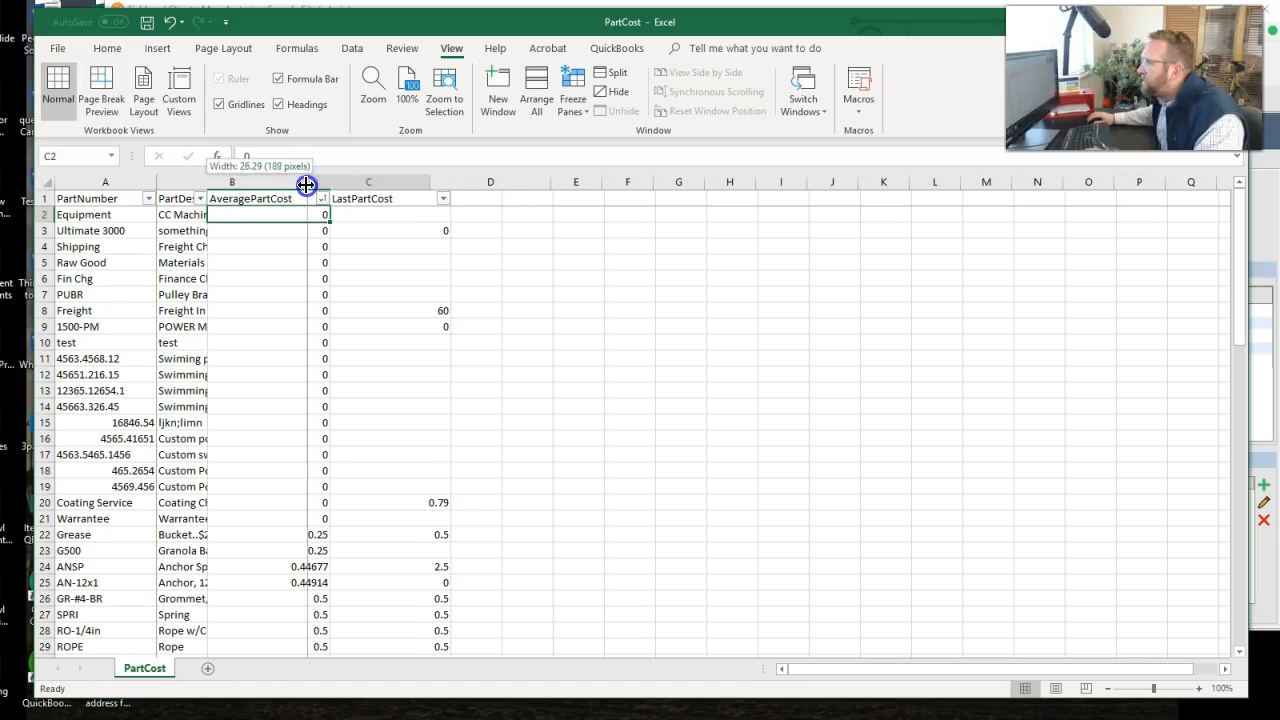 AutoSave Off PartCost - Excel
File Home Insert Page Layout Formulas Data Review View Help Acrobat QuickBooks Tell me what you want to do
Normal Page Break Preview Page Layout Custom Views
Ruler Formula Bar
Gridlines Headings
Zoom 100% Zoom to Selection
New Window Arrange All Freeze Panes
Split
Hide
Unhide
View Side by Side
Synchronous Scrolling
Reset Window Position
Switch Windows Macros
Workbook Views Show Zoom Window Macros
C2 fx 0
Width: 26.29 (189 pixels)
A B C D E F G H I J K L M N O P Q
1 PartNumber PartDes AveragePartCost LastPartCost
2 Equipment CC Machin 0
3 Ultimate 3000 something 0 0
4 Shipping Freight Ch 0
5 Raw Good Materials 0
6 Fin Chg Finance Cl 0
7 PUBR Pulley Bra 0
8 Freight Freight In 0 60
9 1500-PM POWER M 0 0
10 test test 0
11 4563.4568.12 Swiming p 0
12 45651.216.15 Swimming 0
13 12365.12654.1 Swimming 0
14 45663.326.45 Swimming 0
15 16846.54 ljkn;limn 0
16 4565.41651 Custom po 0
17 4563.5465.1456 Custom sw 0
18 465.2654 Custom Po 0
19 4569.456 Custom Po 0
20 Coating Service Coating Ch 0 0.79
21 Warrantee Warrantee 0
22 Grease Bucket..$2 0.25 0.5
23 G500 Granola Ba 0.25
24 ANSP Anchor Sp 0.44677 2.5
25 AN-12x1 Anchor, 12 0.44914 0
26 GR-#4-BR Grommet, 0.5 0.5
27 SPRI Spring 0.5 0.5
28 RO-1/4in Rope w/C 0.5 0.5
29 ROPE Rope 0.5 0.5
PartCost
Ready 100%
QuickBoo... address f...